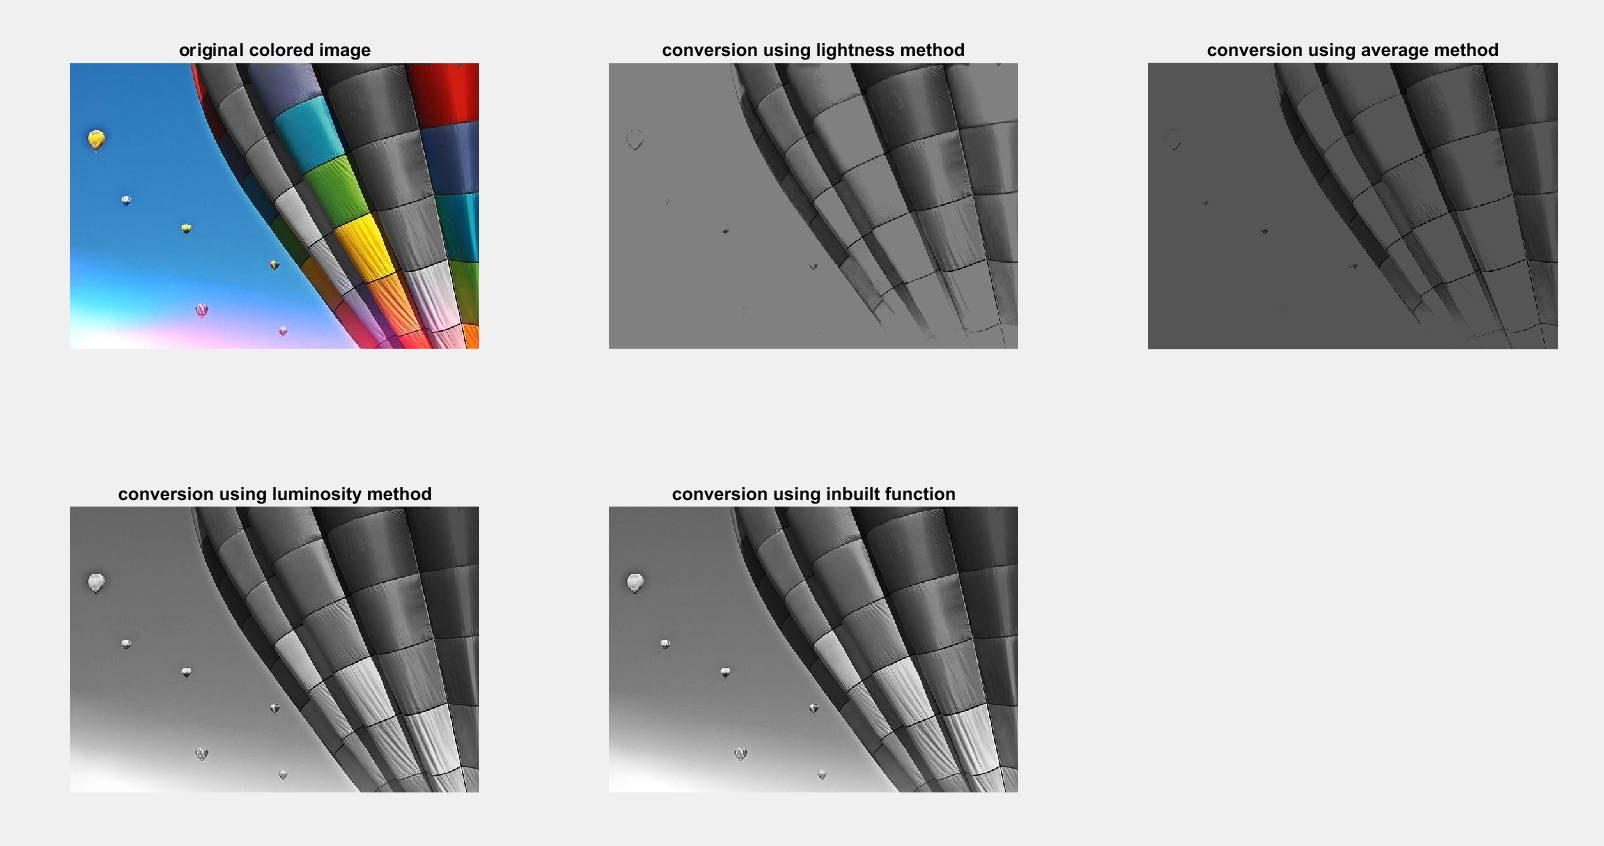 original colored image
conversion using lightness method
conversion using average method
conversion using luminosity method
conversion using inbuilt function